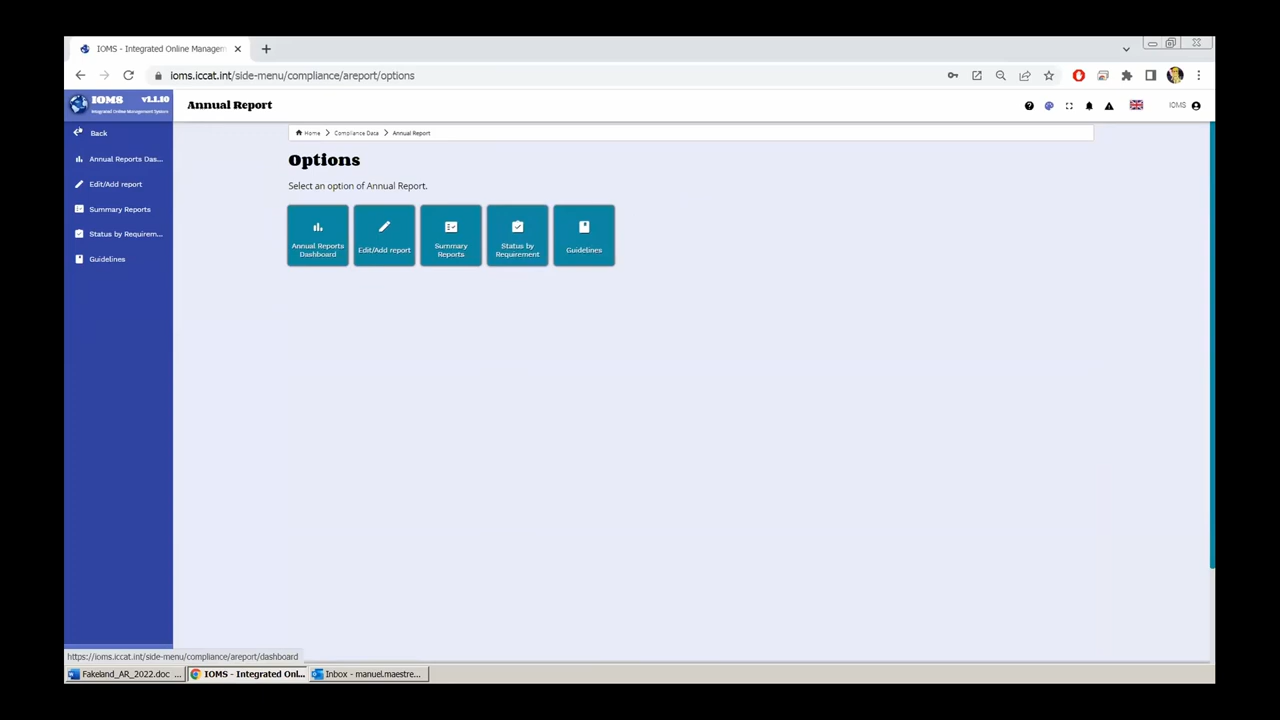 IOMS - Integrated Online Managem
ioms.iccat.int/side-menu/compliance/areport/options
IOMS v1.1.10
Integrated Online Management System
Annual Report
IOMS
Back
Annual Reports Das...
Edit/Add report
Summary Reports
Status by Requirem...
Guidelines
Home > Compliance Data > Annual Report
Options
Select an option of Annual Report.
Annual Reports
Dashboard
Edit/Add report
Summary
Reports
Status by
Requirement
Guidelines
https://ioms.iccat.int/side-menu/compliance/areport/dashboard
Fakeland_AR_2022.doc ...
IOMS - Integrated Onl...
Inbox - manuel.maestre...